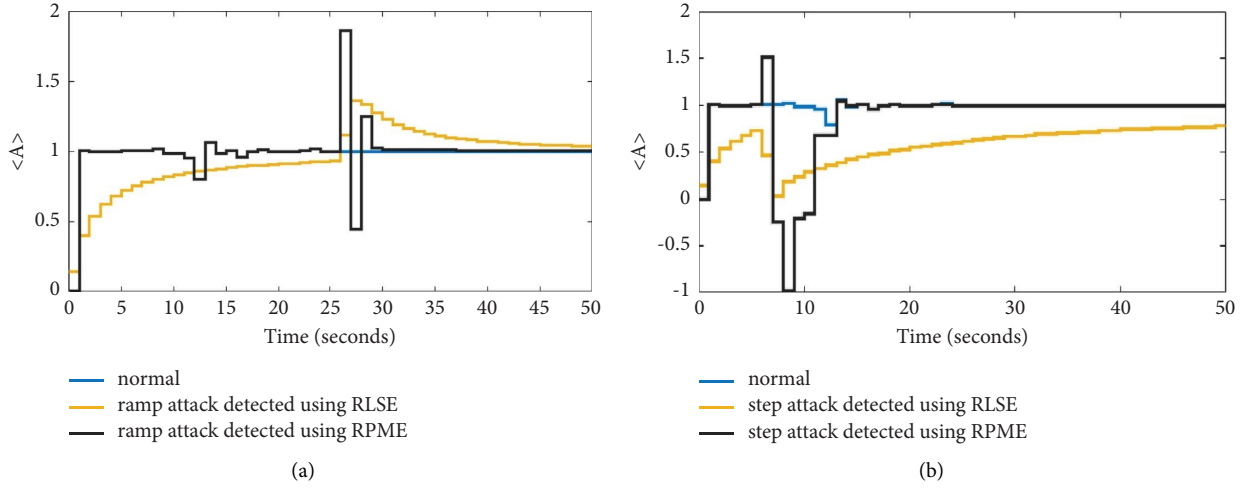 2
1.5
1
0.5
0
<A>
0 5 10 15 20 25 30 35 40 45 50
Time (seconds)
normal
ramp attack detected using RLSE
ramp attack detected using RPME
(a)
2
1.5
1
0.5
0
-0.5
-1
<A>
0 10 20 30 40 50
Time (seconds)
normal
step attack detected using RLSE
step attack detected using RPME
(b)